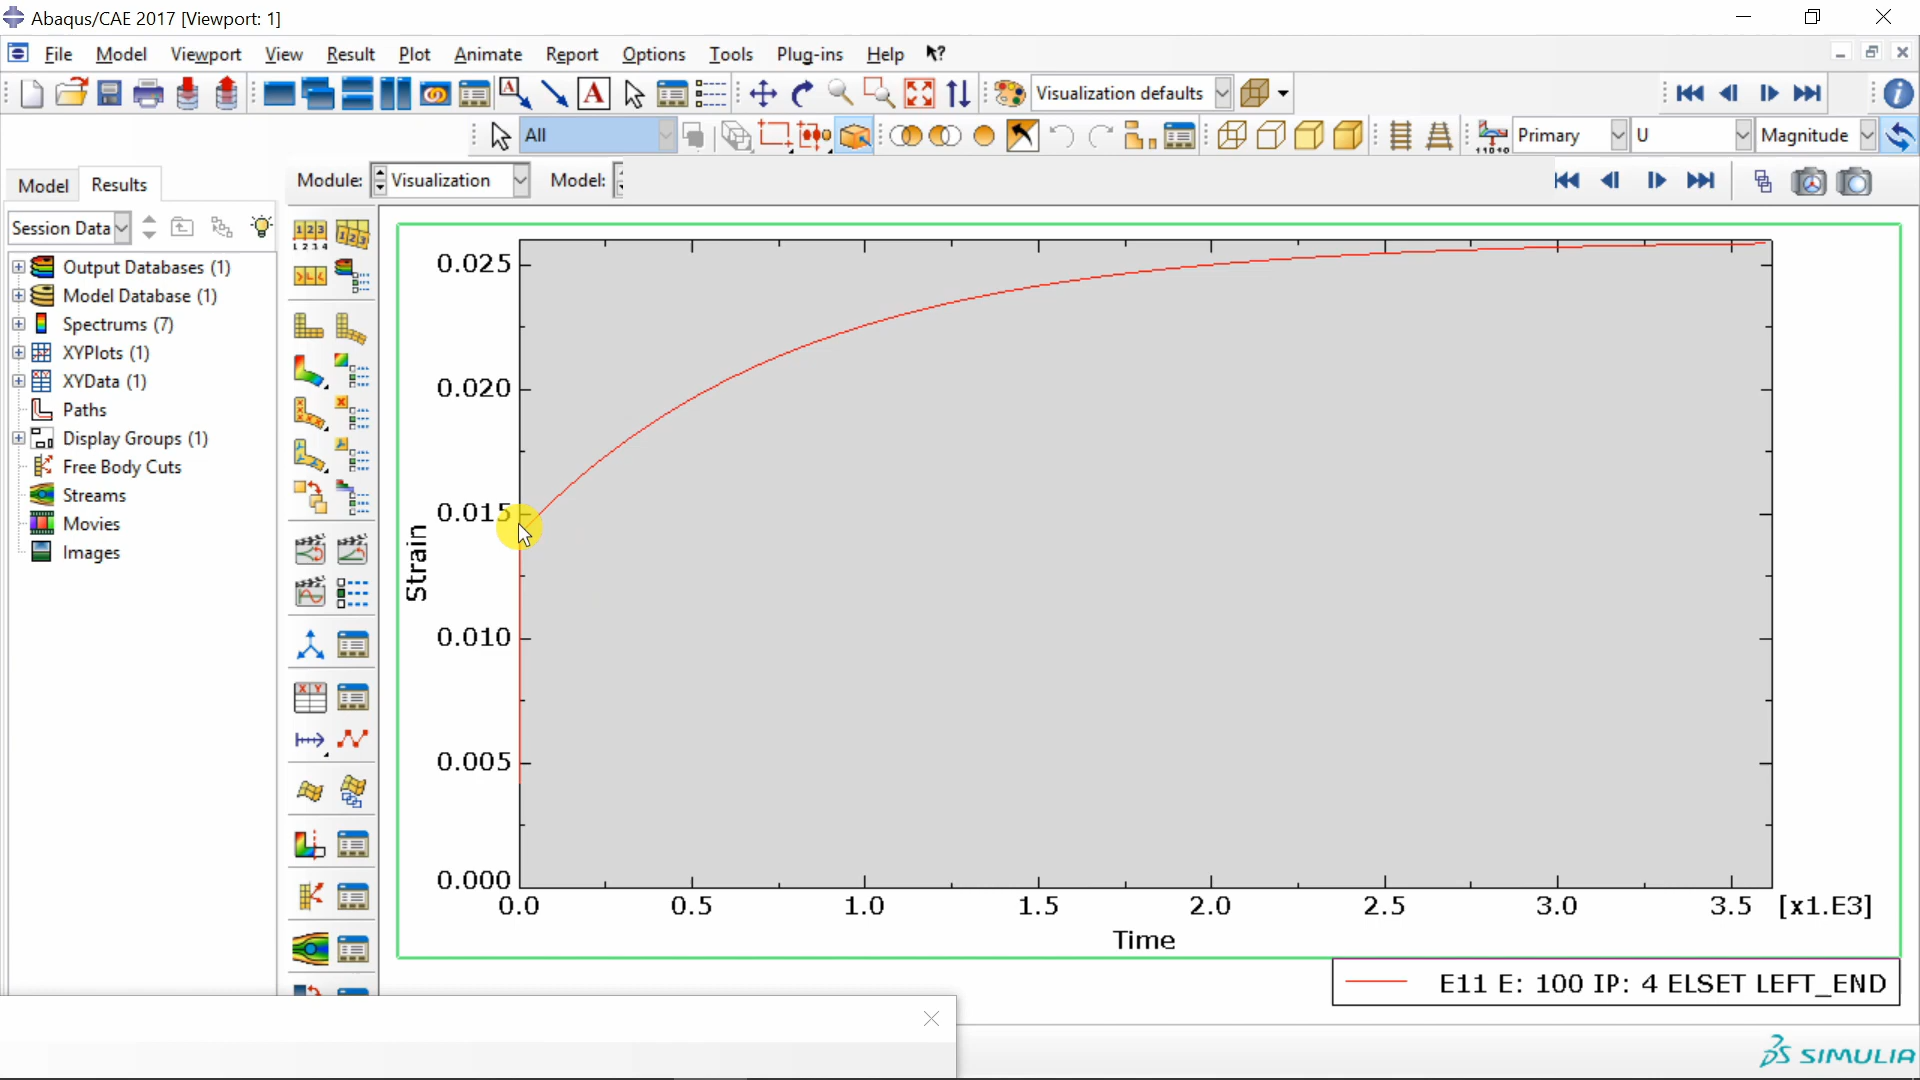 Abaqus/CAE 2017 [Viewport: 1]
File Model Viewport View Result Plot Animate Report Options Tools Plug-ins Help
Visualization defaults
All
Primary U Magnitude
Model Results
Module: Visualization Model:
Session Data
Output Databases (1)
Model Database (1)
Spectrums (7)
XYPlots (1)
XYData (1)
Paths
Display Groups (1)
Free Body Cuts
Streams
Movies
Images
0.025
0.020
0.015
0.010
0.005
0.000
Strain
0.0 0.5 1.0 1.5 2.0 2.5 3.0 3.5 [x1.E3]
Time
E11 E: 100 IP: 4 ELSET LEFT_END
SIMULIA